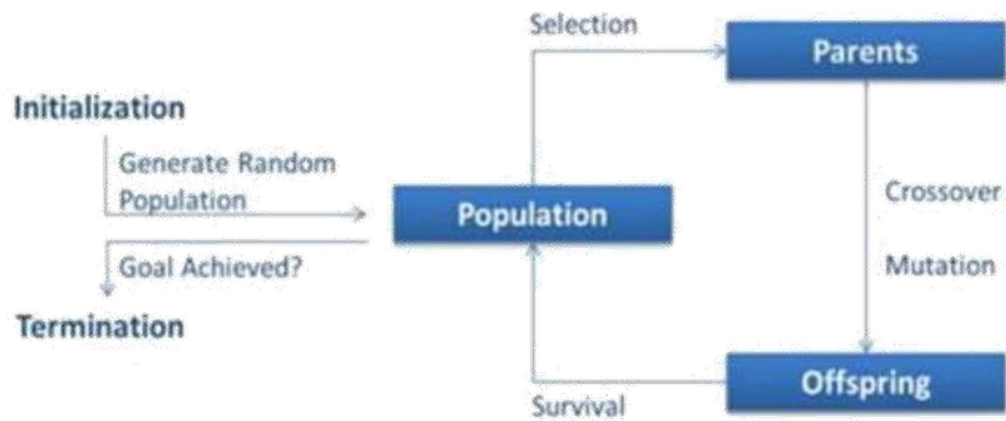 Selection
Parents
Initialization
Generate Random
Population
Population
Crossover
Goal Achieved?
Mutation
Termination
Offspring
Survival